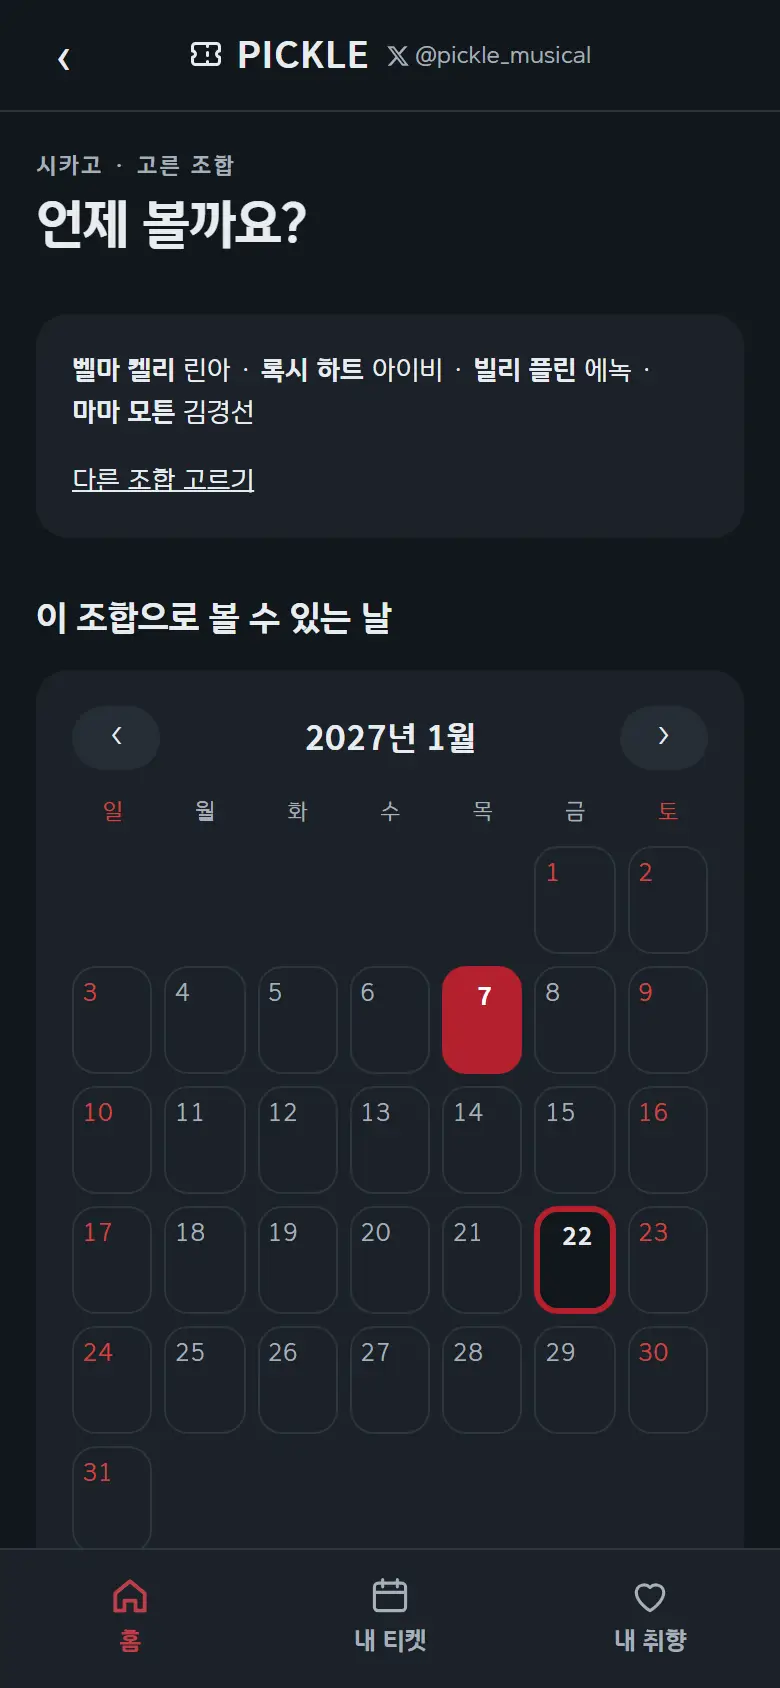 ‹
PICKLE 𝕏 @pickle_musical
시카고 · 고른 조합
언제 볼까요?
벨마 켈리 린아 · 록시 하트 아이비 · 빌리 플린 에녹 ·
마마 모튼 김경선
다른 조합 고르기
이 조합으로 볼 수 있는 날
‹ 2027년 1월 ›
일 월 화 수 목 금 토
1 2
3 4 5 6 7 8 9
10 11 12 13 14 15 16
17 18 19 20 21 22 23
24 25 26 27 28 29 30
31
홈 내 티켓 내 취향